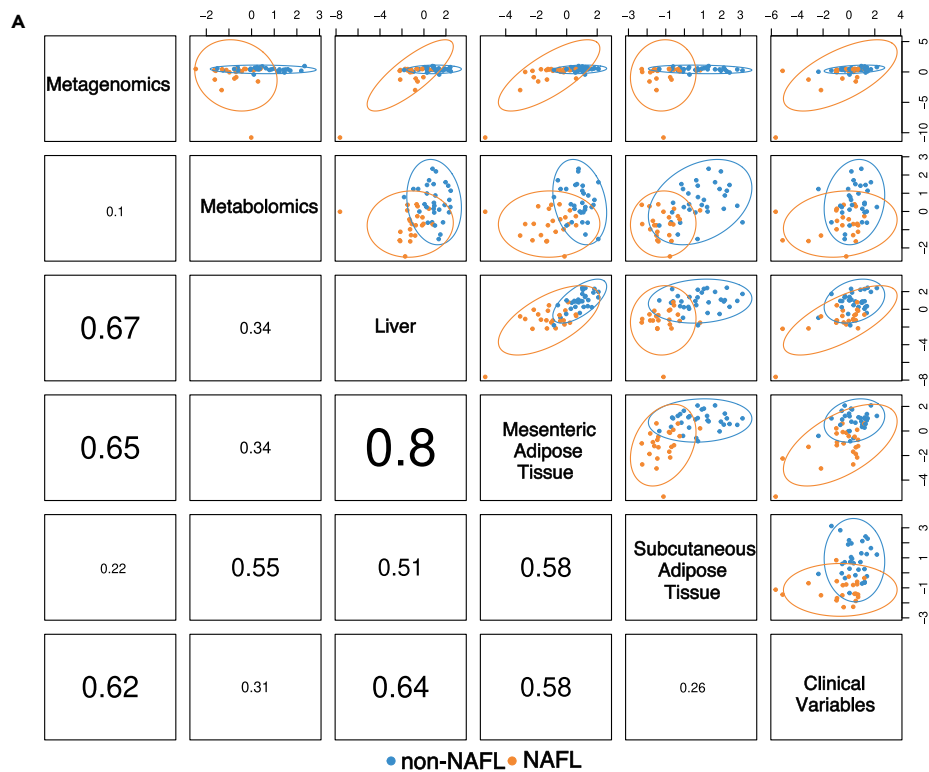 A
−2 0 1 2 3
−8 −4 0 2
−4 −2 0 2
−3 −1 1 2 3
−6 −4 −2 0 2 4
Metagenomics
5
0
−5
−10
0.1
Metabolomics
3
2
1
0
−2
0.67
0.34
Liver
2
0
−4
−8
0.65
0.34
0.8
Mesenteric
Adipose
Tissue
2
0
−2
−4
0.22
0.55
0.51
0.58
Subcutaneous
Adipose
Tissue
3
1
−1
−3
0.62
0.31
0.64
0.58
0.26
Clinical
Variables
non-NAFL NAFL